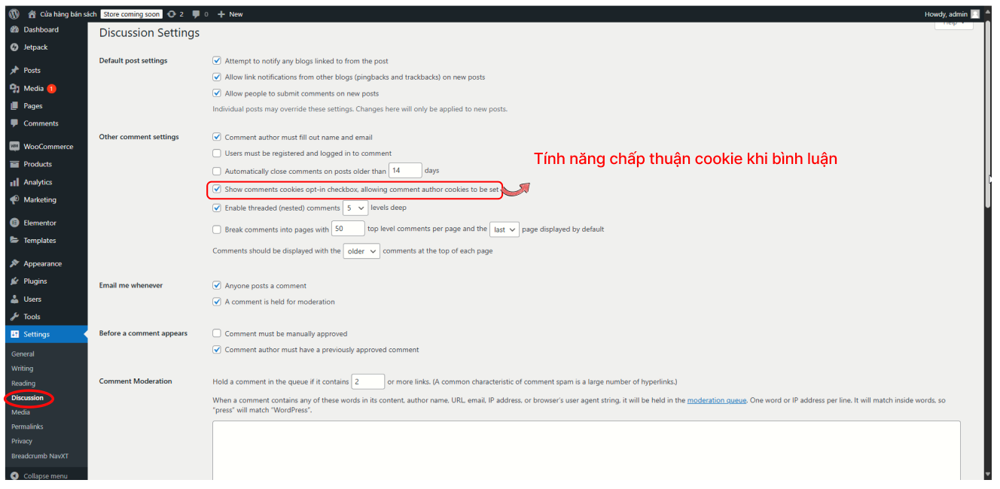 Cửa hàng bán sách Store coming soon 2 0 New Howdy, admin
Help
Dashboard
Jetpack
Posts
Media 1
Pages
Comments
WooCommerce
Products
Analytics
Marketing
Elementor
Templates
Appearance
Plugins
Users
Tools
Settings
General
Writing
Reading
Discussion
Media
Permalinks
Privacy
Breadcrumb NavXT
Collapse menu
Discussion Settings
Default post settings
Attempt to notify any blogs linked to from the post
Allow link notifications from other blogs (pingbacks and trackbacks) on new posts
Allow people to submit comments on new posts
Individual posts may override these settings. Changes here will only be applied to new posts.
Other comment settings
Comment author must fill out name and email
Users must be registered and logged in to comment
Automatically close comments on posts older than 14 days
Show comments cookies opt-in checkbox, allowing comment author cookies to be set
Tính năng chấp thuận cookie khi bình luận
Enable threaded (nested) comments 5 levels deep
Break comments into pages with 50 top level comments per page and the last page displayed by default
Comments should be displayed with the older comments at the top of each page
Email me whenever
Anyone posts a comment
A comment is held for moderation
Before a comment appears
Comment must be manually approved
Comment author must have a previously approved comment
Comment Moderation
Hold a comment in the queue if it contains 2 or more links. (A common characteristic of comment spam is a large number of hyperlinks.)
When a comment contains any of these words in its content, author name, URL, email, IP address, or browser's user agent string, it will be held in the moderation queue. One word or IP address per line. It will match inside words, so
"press" will match "WordPress".